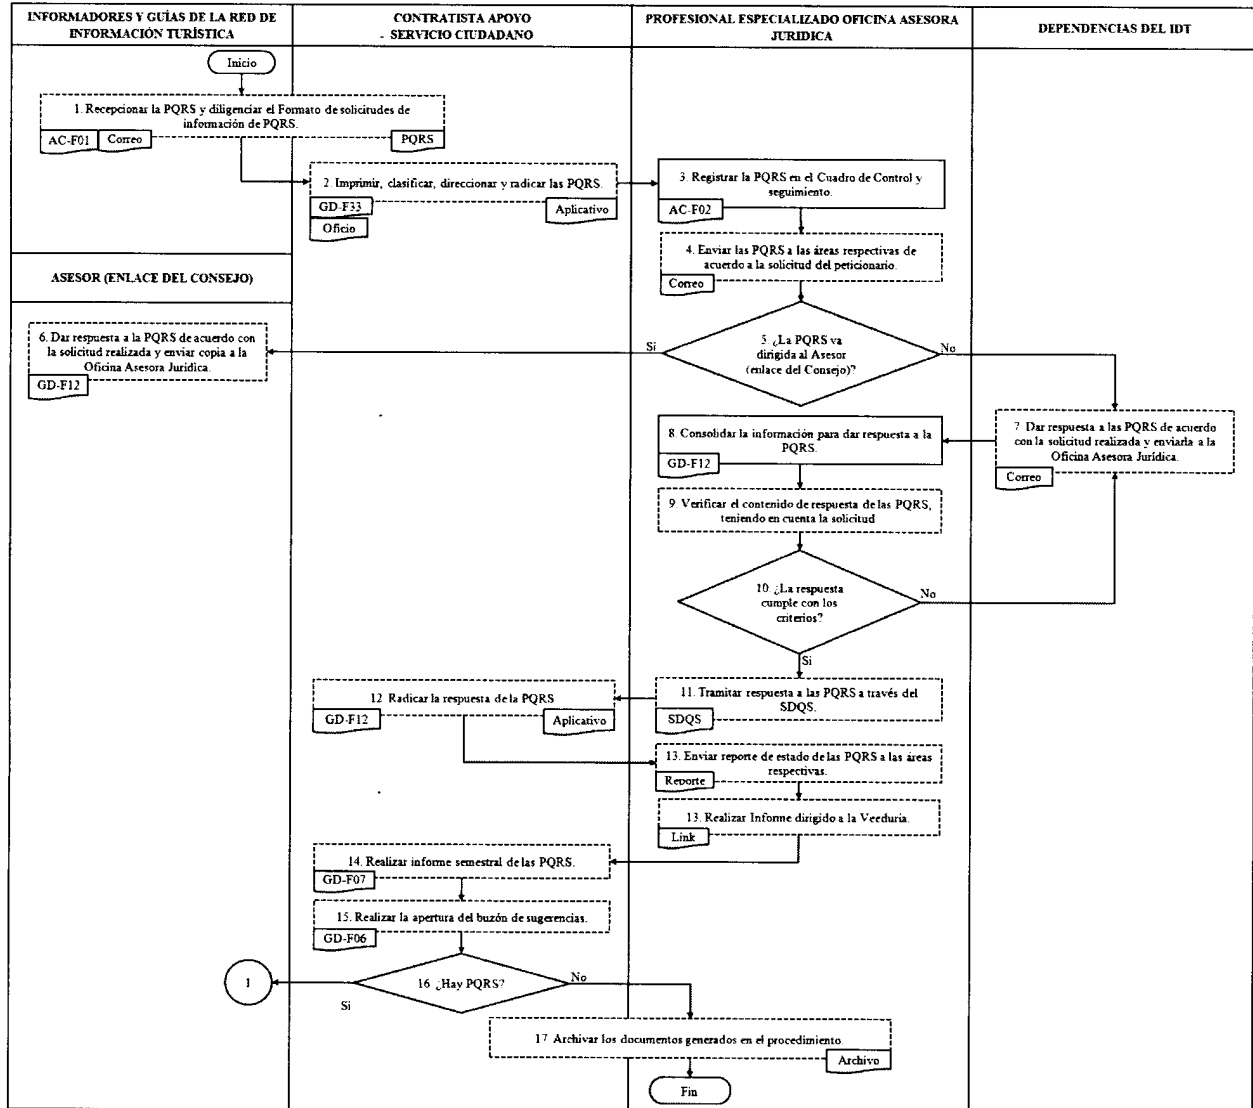 INFORMADORES Y GUÍAS DE LA RED DE
INFORMACIÓN TURÍSTICA
CONTRATISTA APOYO
- SERVICIO CIUDADANO
PROFESIONAL ESPECIALIZADO OFICINA ASESORA
JURIDICA
DEPENDENCIAS DEL IDT
Inicio
1. Recepcionar la PQRS y diligenciar el Formato de solicitudes de
información de PQRS.
AC-F01
Correo
PQRS
2. Imprimir, clasificar, direccionar y radicar las PQRS.
GD-F33
Oficio
Aplicativo
3. Registrar la PQRS en el Cuadro de Control y
seguimiento.
AC-F02
4. Enviar las PQRS a las áreas respectivas de
acuerdo a la solicitud del peticionario.
Correo
ASESOR (ENLACE DEL CONSEJO)
5. ¿La PQRS va
dirigida al Asesor
(enlace del Consejo)?
Si
No
6. Dar respuesta a la PQRS de acuerdo con
la solicitud realizada y enviar copia a la
Oficina Asesora Juridica.
GD-F12
7. Dar respuesta a las PQRS de acuerdo
con la solicitud realizada y enviarla a la
Oficina Asesora Jurídica.
Correo
8. Consolidar la información para dar respuesta a la
PQRS.
GD-F12
9. Verificar el contenido de respuesta de las PQRS,
teniendo en cuenta la solicitud
10. ¿La respuesta
cumple con los
criterios?
No
Si
11. Tramitar respuesta a las PQRS a través del
SDQS.
SDQS
12 Radicar la respuesta de la PQRS
GD-F12
Aplicativo
13. Enviar reporte de estado de las PQRS a las áreas
respectivas.
Reporte
13. Realizar Informe dirigido a la Veeduria.
Link
14. Realizar informe semestral de las PQRS.
GD-F07
15. Realizar la apertura del buzón de sugerencias.
GD-F06
16 ¿Hay PQRS?
No
Si
1
17 Archivar los documentos generados en el procedimiento
Archivo
Fin